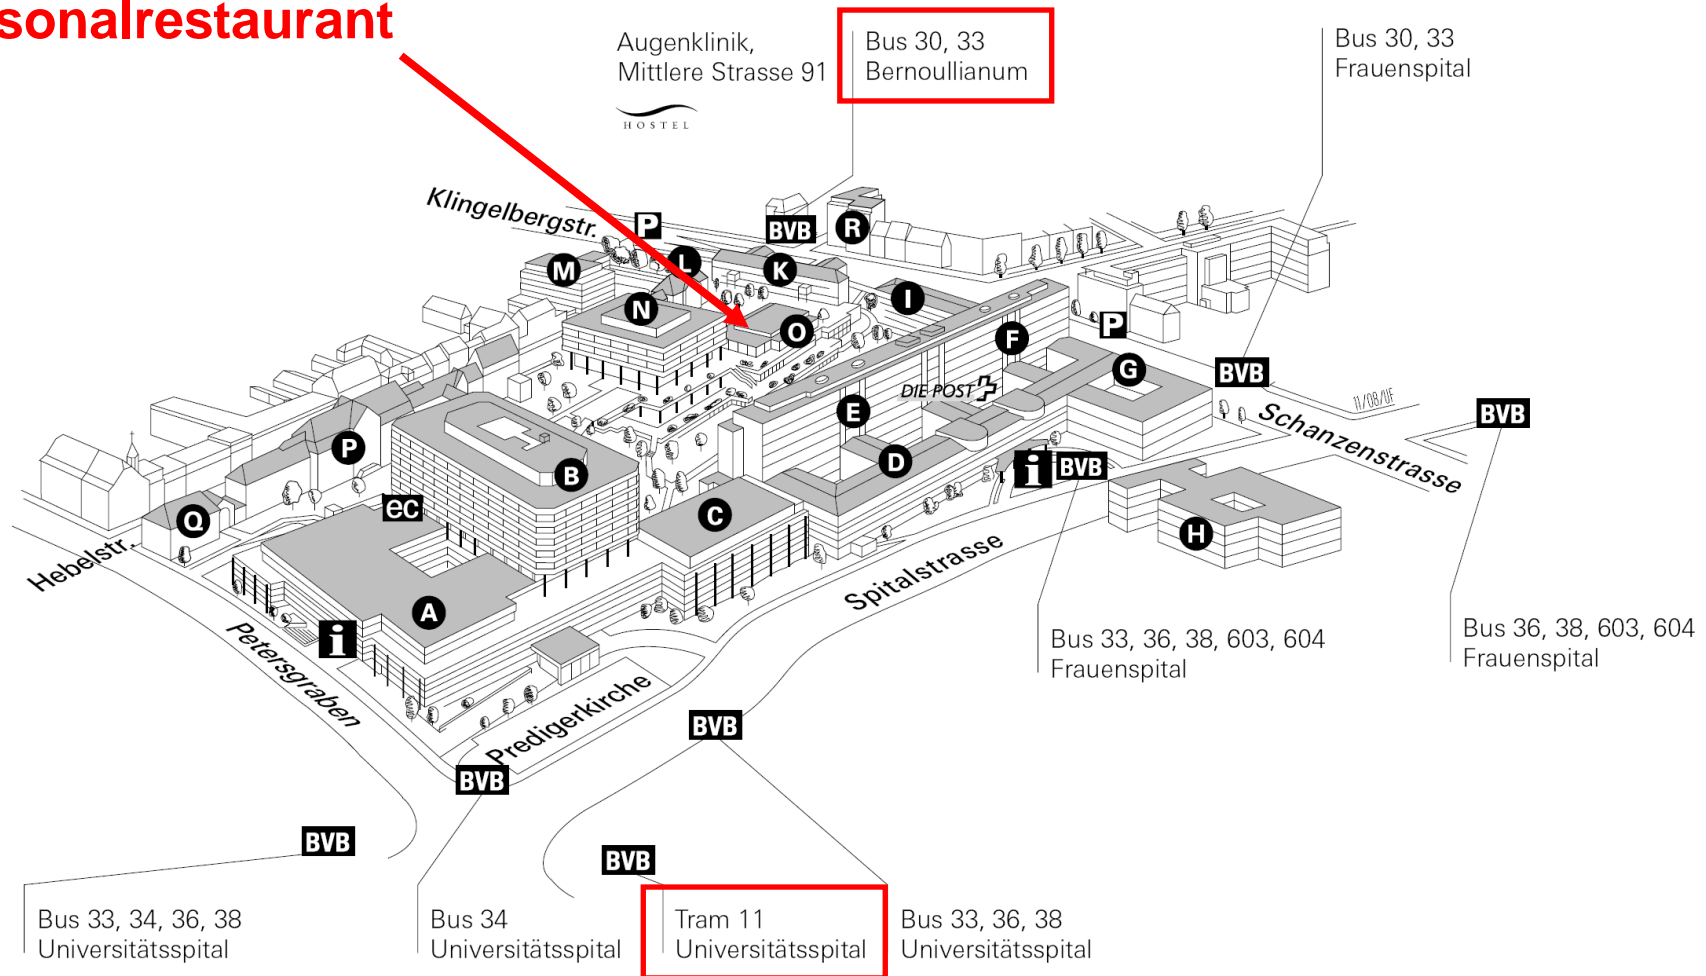 sonalrestaurant
Augenklinik,
Mittlere Strasse 91
HOSTEL
Bus 30, 33
Bernoullianum
Bus 30, 33
Frauenspital
Klingelbergstr.
P
BVB
R
M
L
K
N
O
I
F
P
G
BVB
DIE POST
11/08/UF
BVB
Schanzenstrasse
E
P
B
D
i
BVB
ec
Q
C
H
Hebelstr.
Spitalstrasse
A
i
Petersgraben
Predigerkirche
Bus 33, 36, 38, 603, 604
Frauenspital
Bus 36, 38, 603, 604
Frauenspital
BVB
BVB
BVB
BVB
Bus 33, 34, 36, 38
Universitätsspital
Bus 34
Universitätsspital
Tram 11
Universitätsspital
Bus 33, 36, 38
Universitätsspital